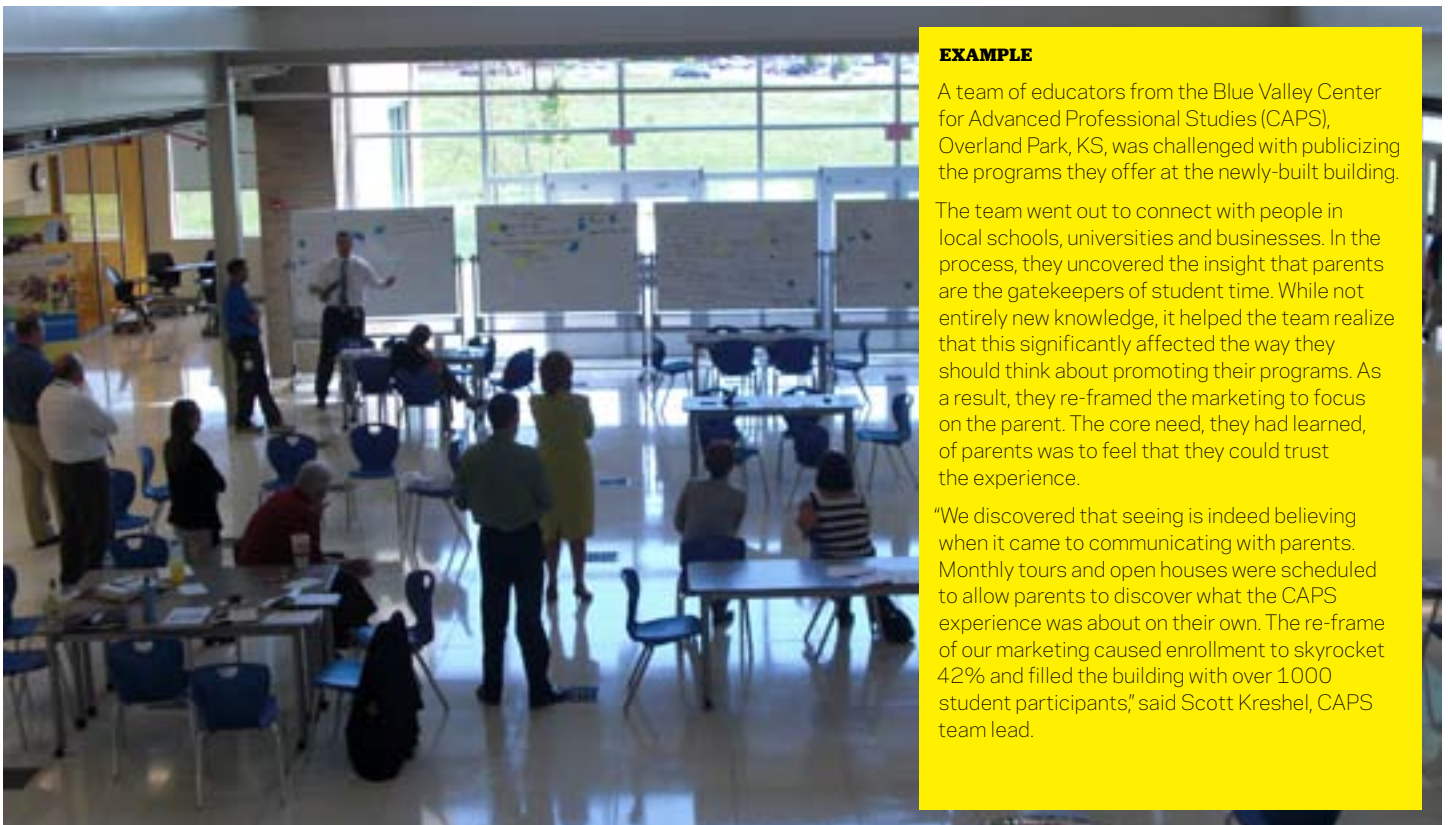 EXAMPLE
A team of educators from the Blue Valley Center
for Advanced Professional Studies (CAPS),
Overland Park, KS, was challenged with publicizing
the programs they offer at the newly-built building.
The team went out to connect with people in
local schools, universities and businesses. In the
process, they uncovered the insight that parents
are the gatekeepers of student time. While not
entirely new knowledge, it helped the team realize
that this significantly affected the way they
should think about promoting their programs. As
a result, they re-framed the marketing to focus
on the parent. The core need, they had learned,
of parents was to feel that they could trust
the experience.
“We discovered that seeing is indeed believing
when it came to communicating with parents.
Monthly tours and open houses were scheduled
to allow parents to discover what the CAPS
experience was about on their own. The re-frame
of our marketing caused enrollment to skyrocket
42% and filled the building with over 1000
student participants,” said Scott Kreshel, CAPS
team lead.